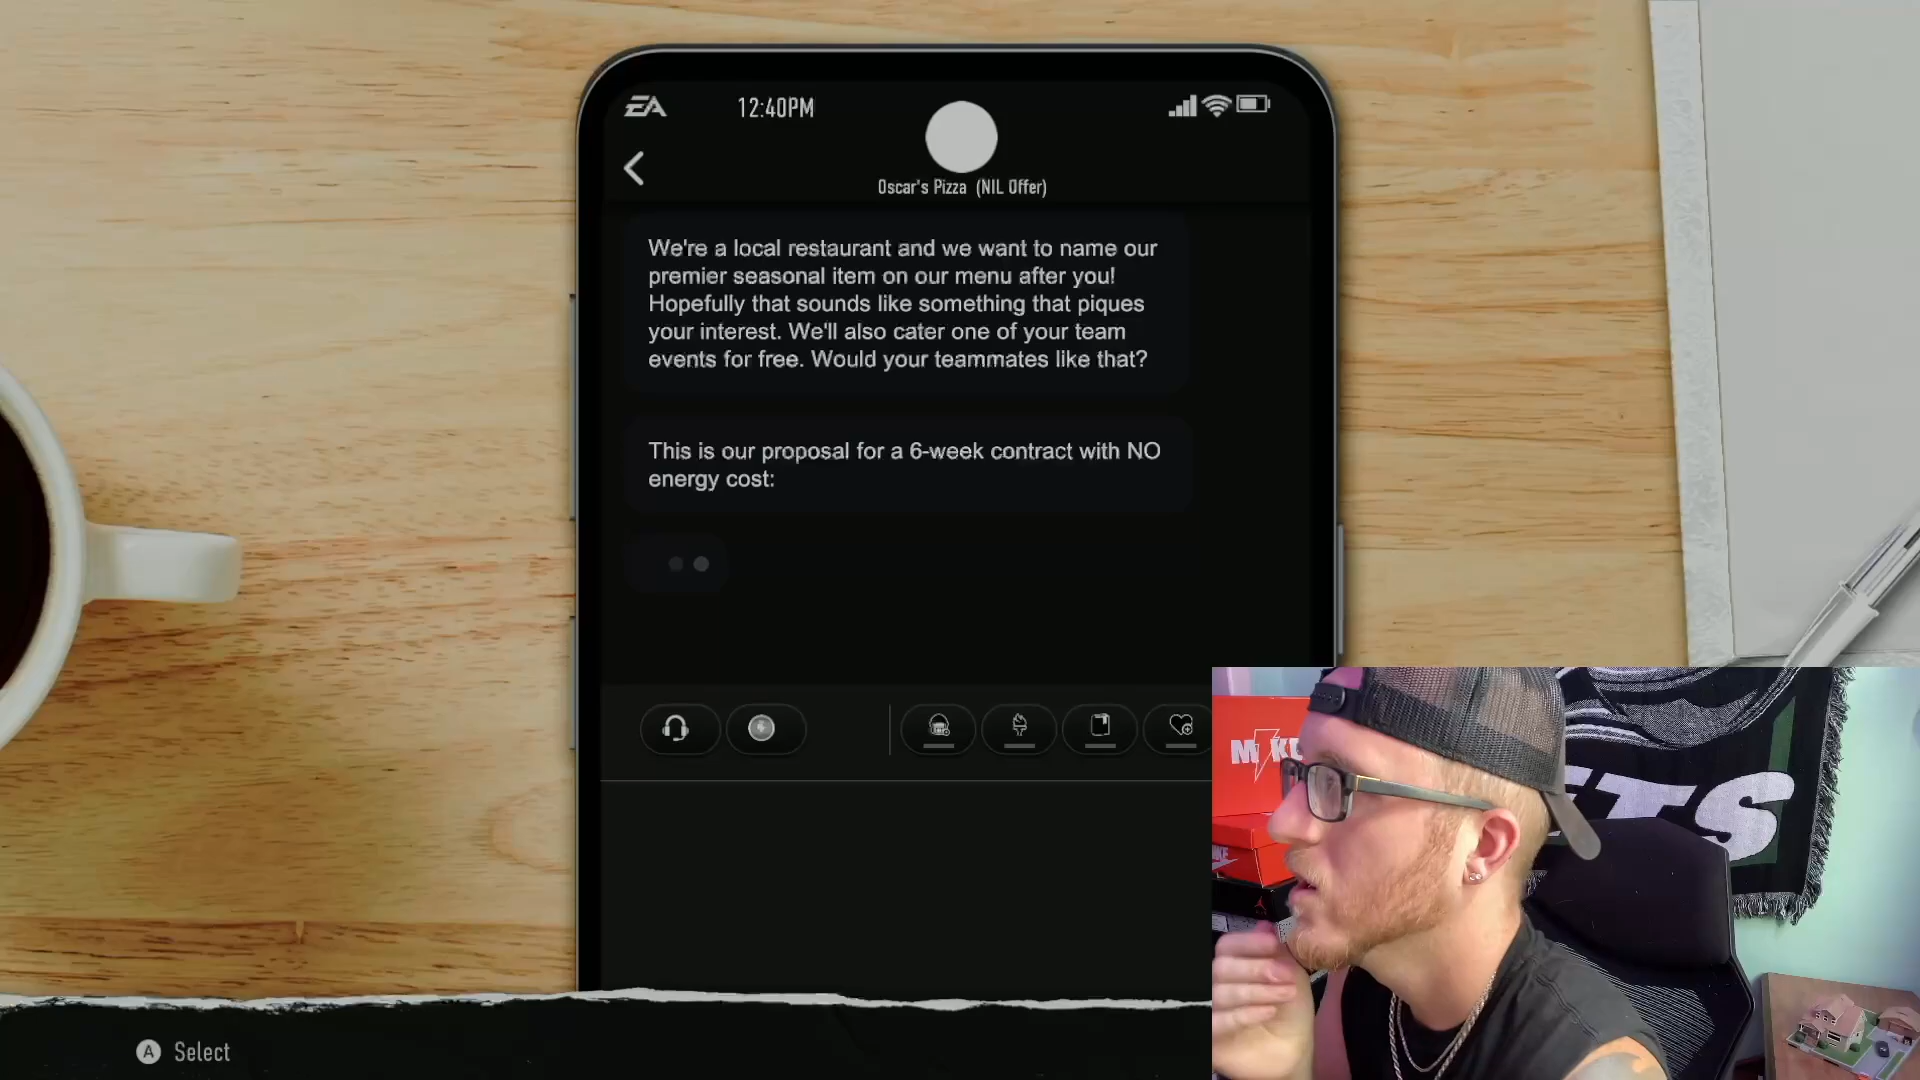 EA
12:40PM
Oscar's Pizza (NIL Offer)
We're a local restaurant and we want to name our
premier seasonal item on our menu after you!
Hopefully that sounds like something that piques
your interest. We'll also cater one of your team
events for free. Would your teammates like that?
This is our proposal for a 6-week contract with NO
energy cost:
ETS
A Select